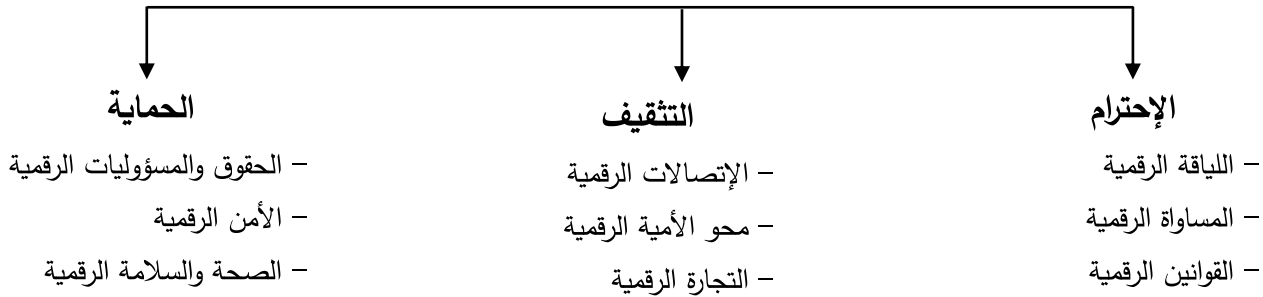 الإحترام
– اللياقة الرقمية
– المساواة الرقمية
– القوانين الرقمية
التثقيف
– الإتصالات الرقمية
– محو الأمية الرقمية
– التجارة الرقمية
الحماية
– الحقوق والمسؤوليات الرقمية
– الأمن الرقمية
– الصحة والسلامة الرقمية